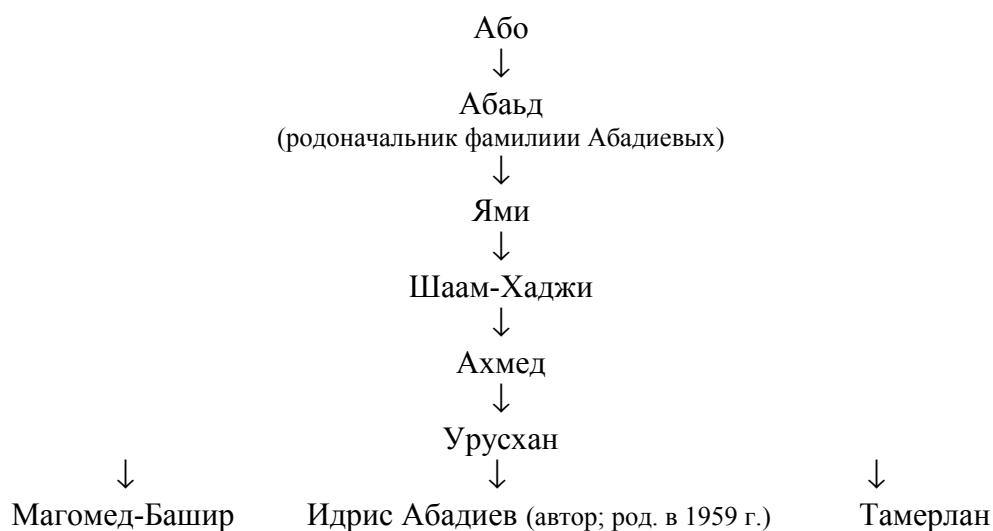 Або
↓
Абаьд
(родоначальник фамилиии Абадиевых)
↓
Ями
↓
Шаам-Хаджи
↓
Ахмед
↓
Урусхан
↓ ↓ ↓
Магомед-Башир Идрис Абадиев (автор; род. в 1959 г.) Тамерлан